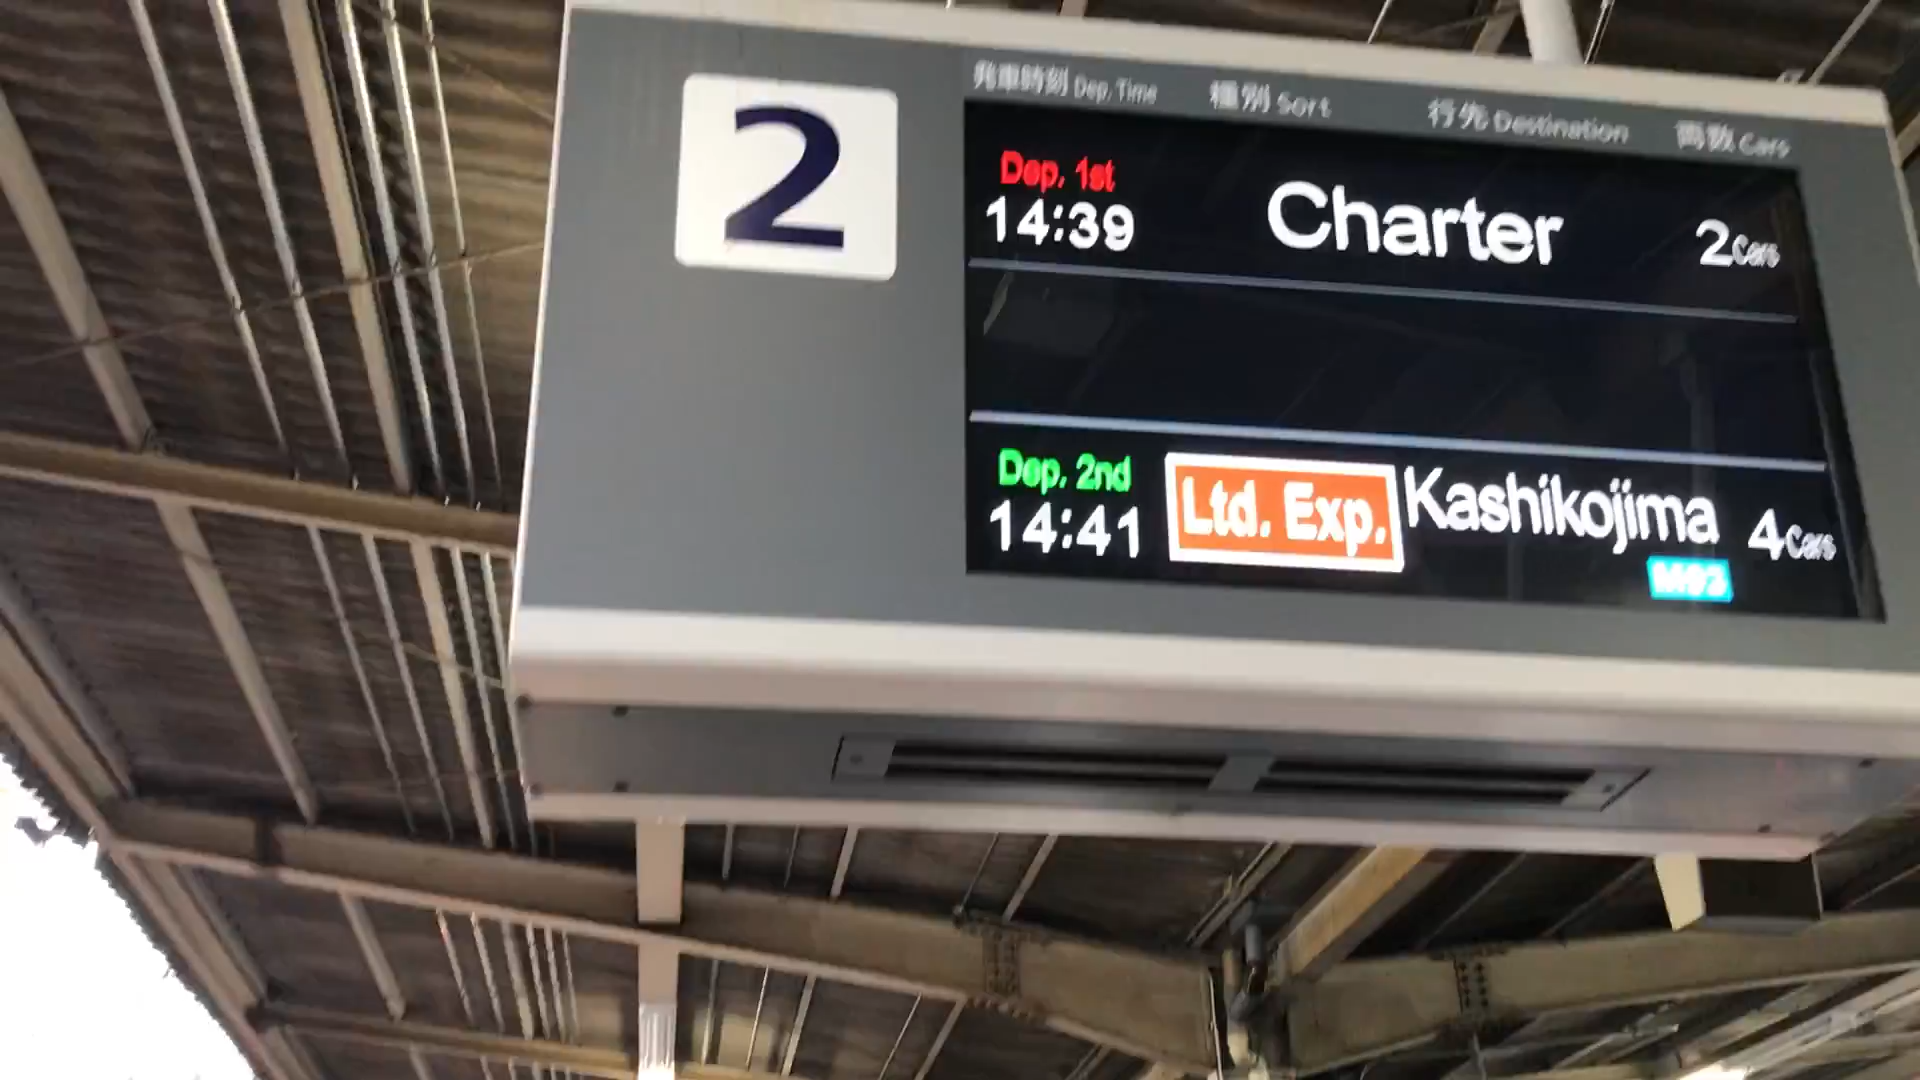 2
発車時刻 Dep. Time 種別 Sort 行先 Destination 両数 Cars
Dep. 1st
14:39 Charter 2Cars
Dep. 2nd
14:41 Ltd. Exp. Kashikojima 4Cars
M93